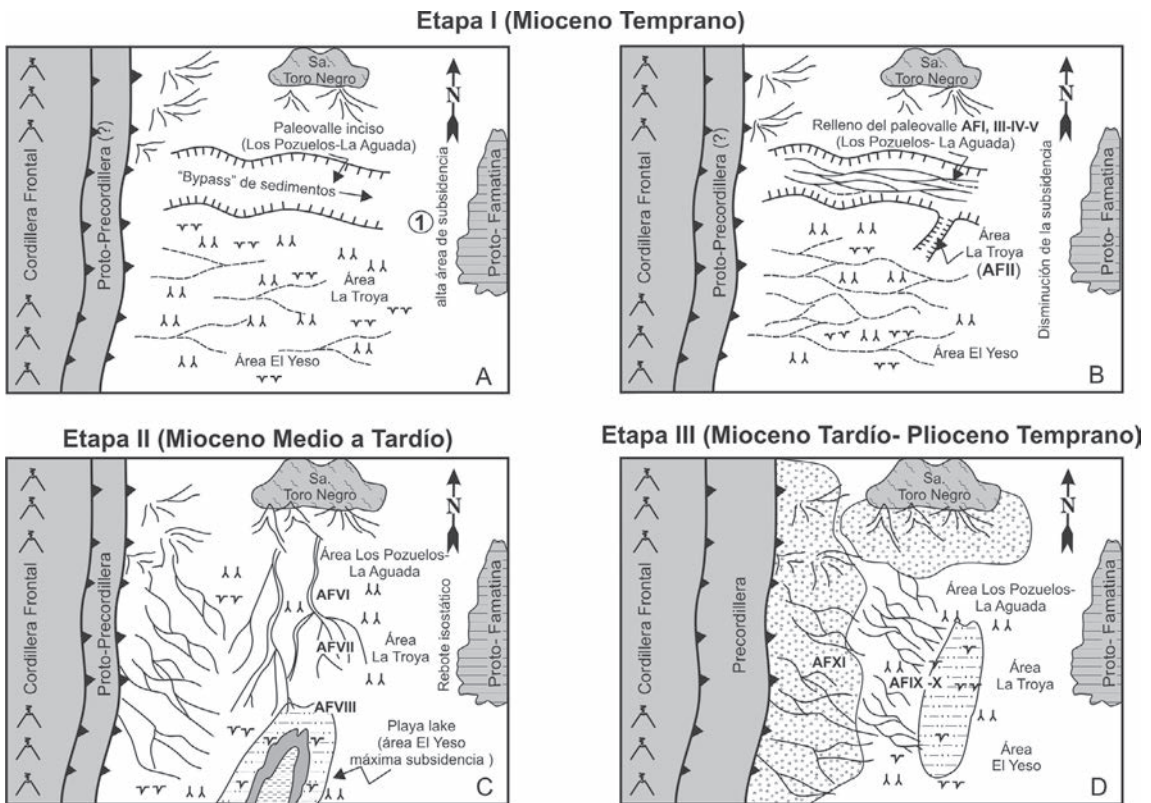 Etapa I (Mioceno Temprano)
Cordillera Frontal
Proto-Precordillera (?)
Sa.
Toro Negro
N
Paleovalle inciso
(Los Pozuelos-La Aguada)
"Bypass" de sedimentos
1
alta área de subsidencia
Proto-Famatina
Área
La Troya
Área El Yeso
A
Cordillera Frontal
Proto-Precordillera (?)
Sa.
Toro Negro
N
Relleno del paleovalle AFI, III-IV-V
(Los Pozuelos- La Aguada)
Área
La Troya
(AFII)
Disminución de la subsidencia
Proto- Famatina
Área El Yeso
B
Etapa II (Mioceno Medio a Tardío)
Cordillera Frontal
Proto-Precordillera
Sa.
Toro Negro
N
Área Los Pozuelos-
La Aguada
AFVI
Área
La Troya
AFVII
Rebote isostático
Proto- Famatina
AFVIII
Playa lake
(área El Yeso
máxima subsidencia )
C
Etapa III (Mioceno Tardío- Plioceno Temprano)
Cordillera Frontal
Precordillera
Sa.
Toro Negro
N
Área Los Pozuelos-
La Aguada
AFXI
AFIX -X
Área
La Troya
Proto- Famatina
Área
El Yeso
D